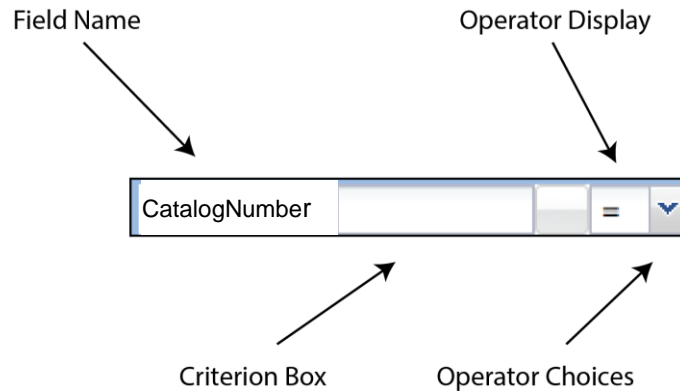 Field Name
Operator Display
CatalogNumber
=
Criterion Box
Operator Choices